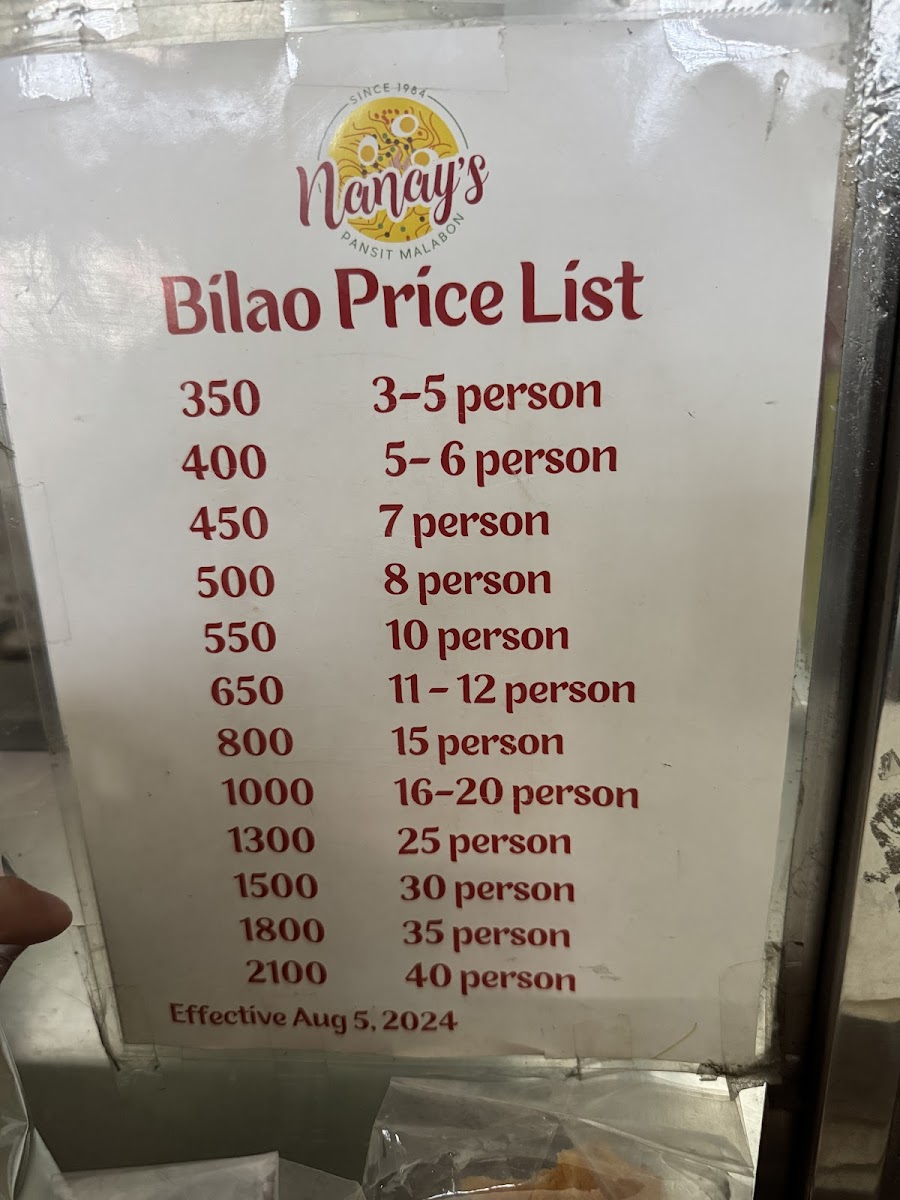 SINCE 1984
Nanay's
PANSIT MALABON
Bilao Price List
350 3-5 person
400 5- 6 person
450 7 person
500 8 person
550 10 person
650 11 - 12 person
800 15 person
1000 16-20 person
1300 25 person
1500 30 person
1800 35 person
2100 40 person
Effective Aug 5, 2024